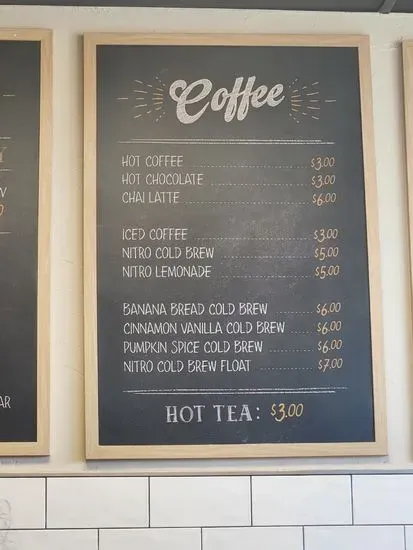 Coffee
HOT COFFEE $3.00
HOT CHOCOLATE $3.00
CHAI LATTE $6.00
ICED COFFEE $3.00
NITRO COLD BREW $5.00
NITRO LEMONADE $5.00
BANANA BREAD COLD BREW $6.00
CINNAMON VANILLA COLD BREW $6.00
PUMPKIN SPICE COLD BREW $6.00
NITRO COLD BREW FLOAT $7.00
HOT TEA: $3.00